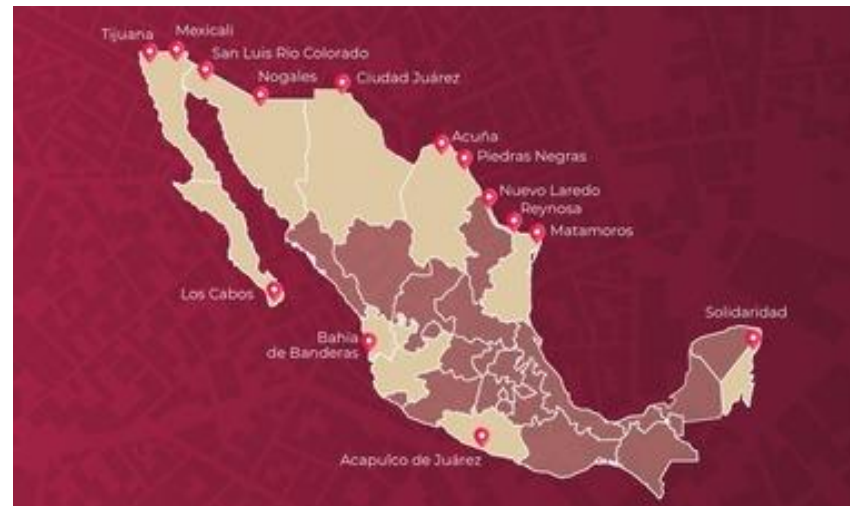 Tijuana
Mexicali
San Luis Río Colorado
Nogales
Ciudad Juárez
Acuña
Piedras Negras
Nuevo Laredo
Reynosa
Matamoros
Los Cabos
Solidaridad
Bahía
de Banderas
Acapulco de Juárez